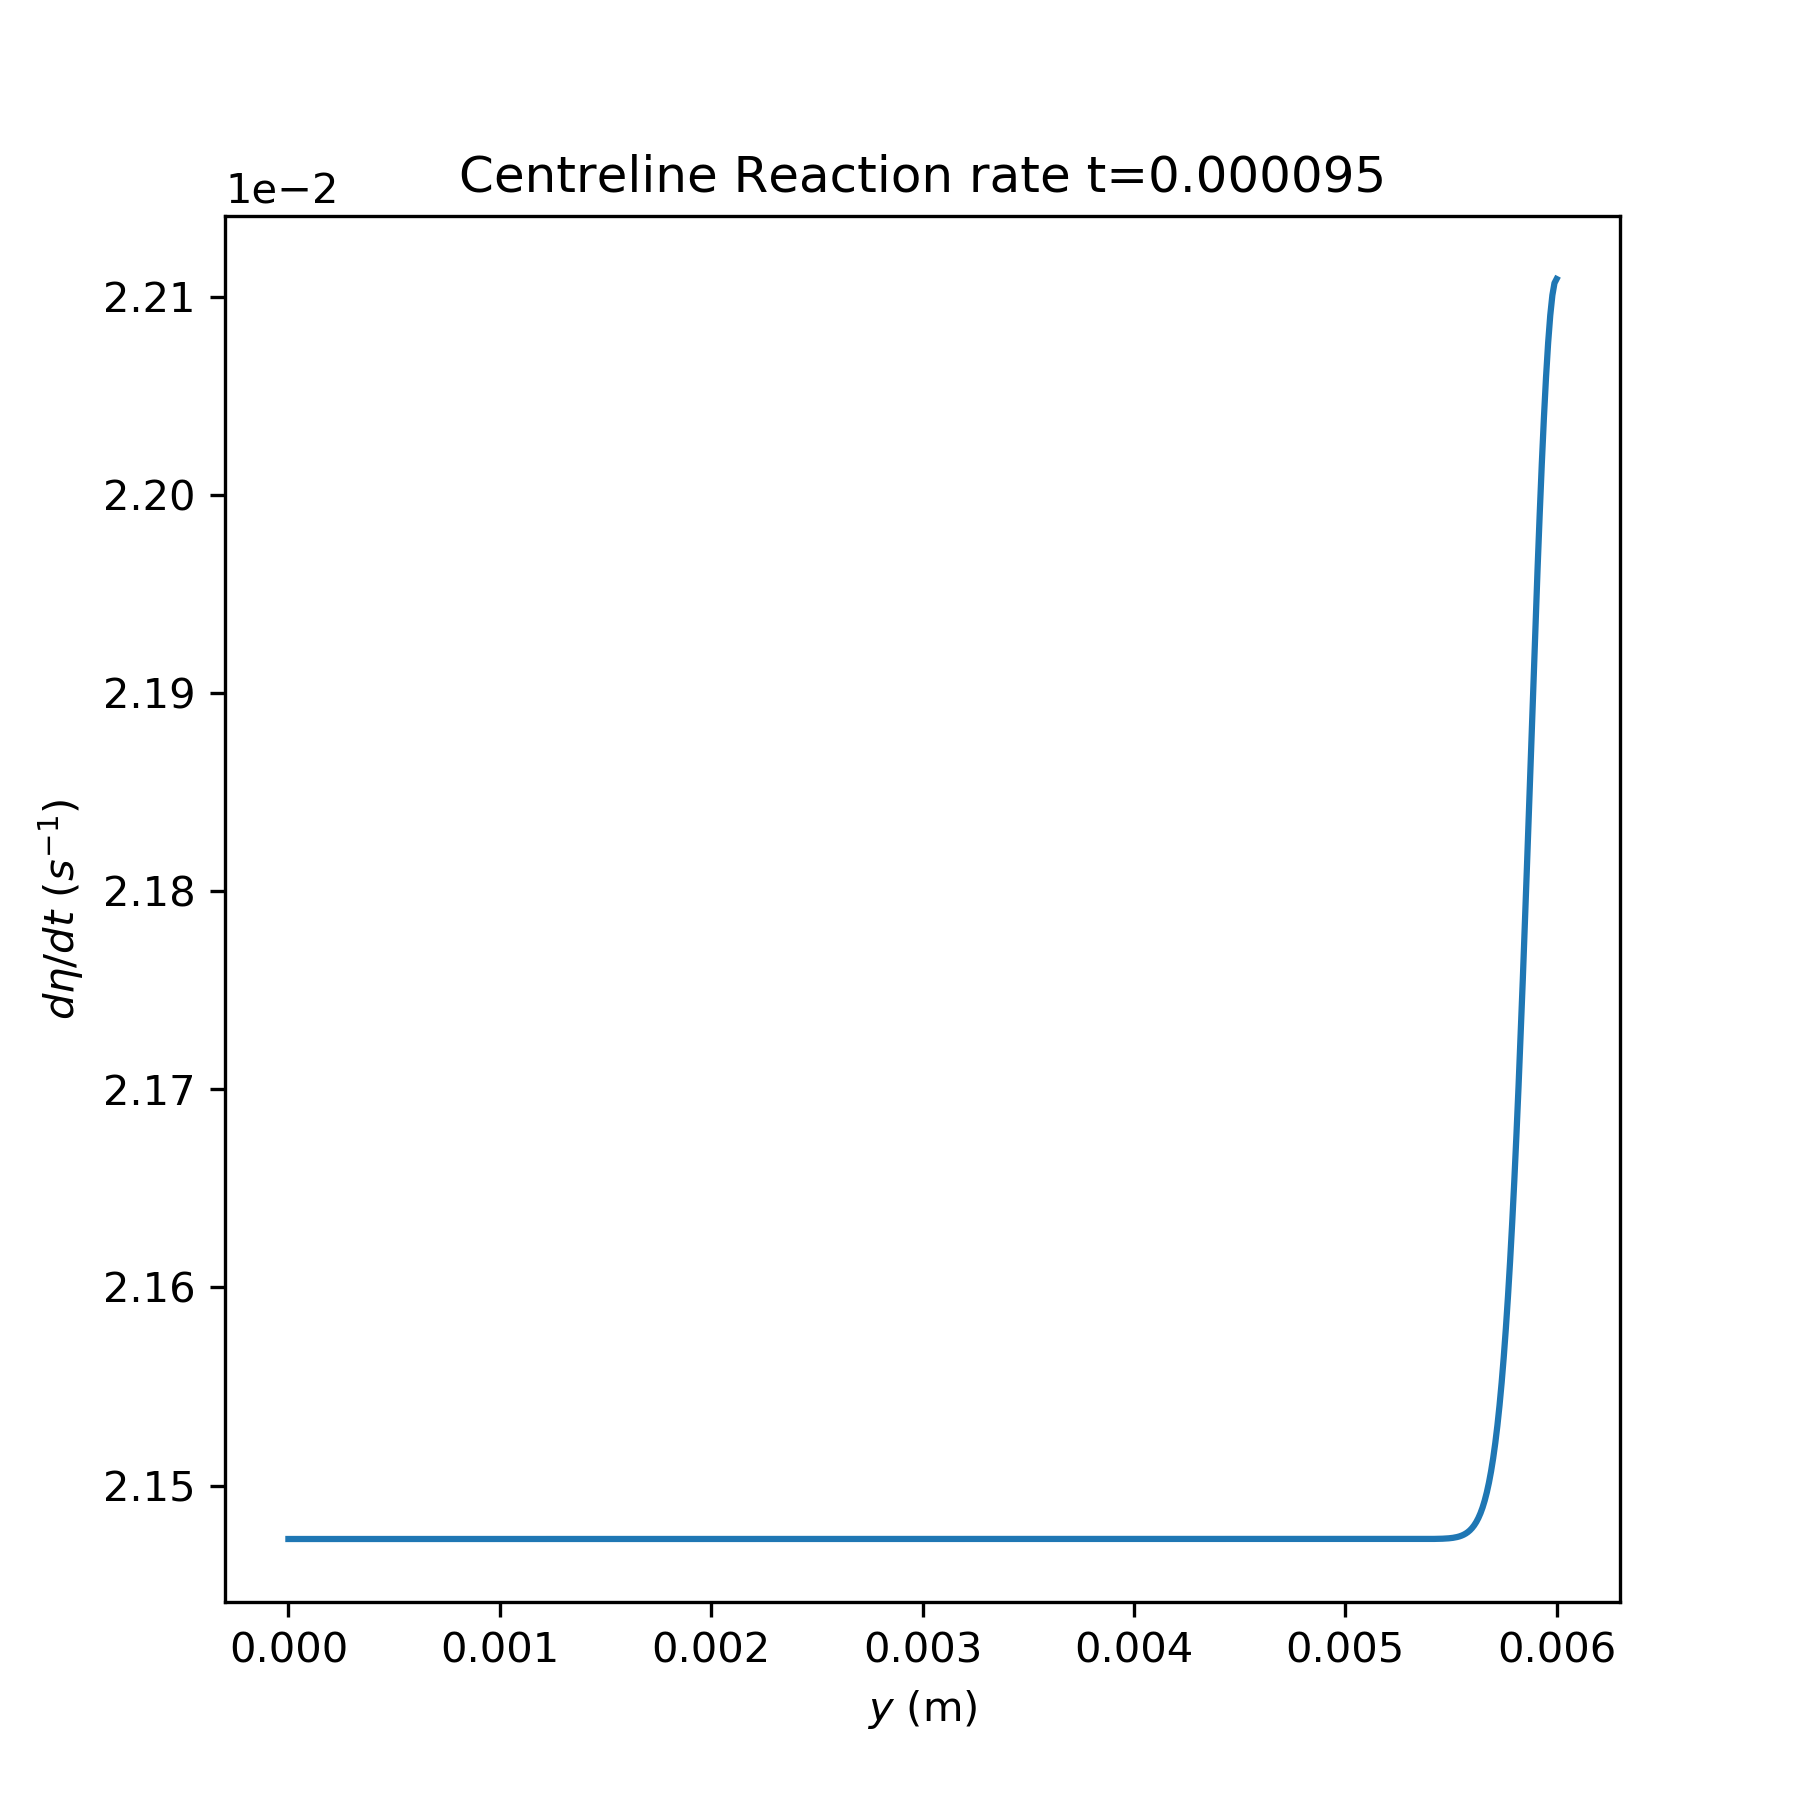 Centreline Reaction rate t=0.000095
1e−2
2.21
2.20
2.19
2.18
2.17
2.16
2.15
dη/dt (s⁻¹)
0.000 0.001 0.002 0.003 0.004 0.005 0.006
y (m)